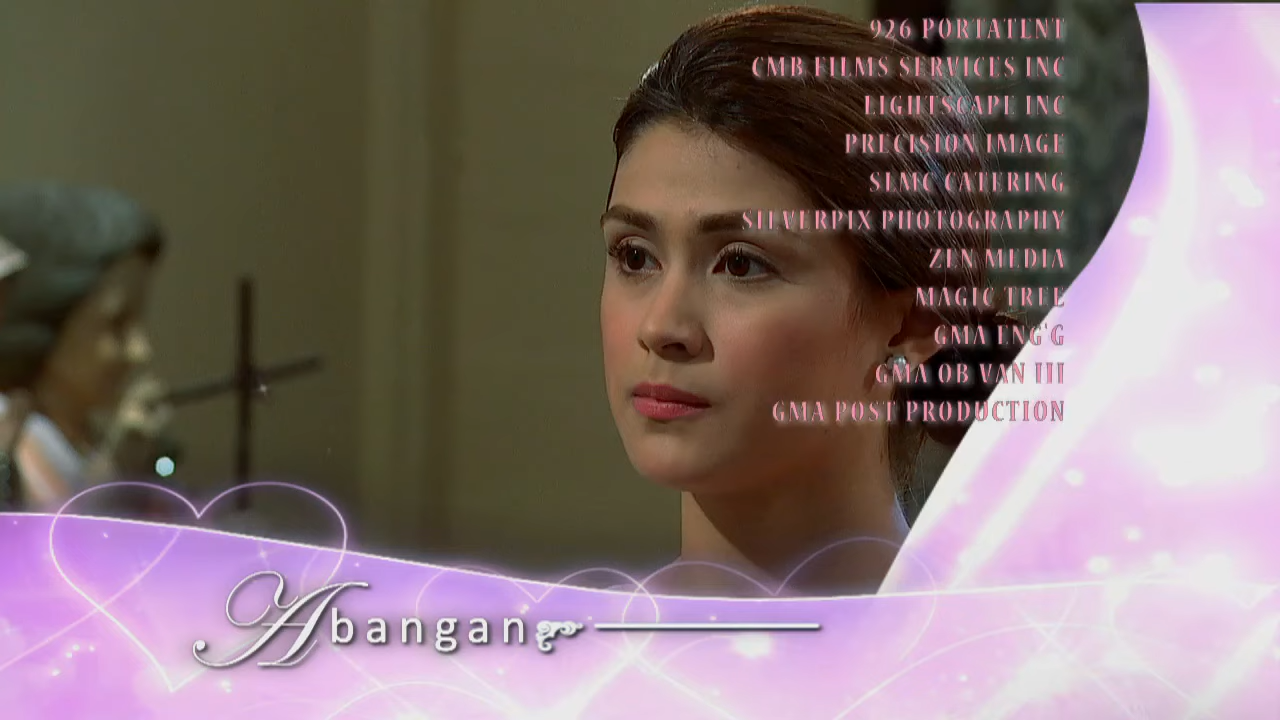 926 PORTATENT
CMB FILMS SERVICES INC
LIGHTSCAPE INC
PRECISION IMAGE
SLMC CATERING
SILVERPIX PHOTOGRAPHY
ZEN MEDIA
MAGIC TREE
GMA ENG'G
GMA OB VAN III
GMA POST PRODUCTION
Abangan